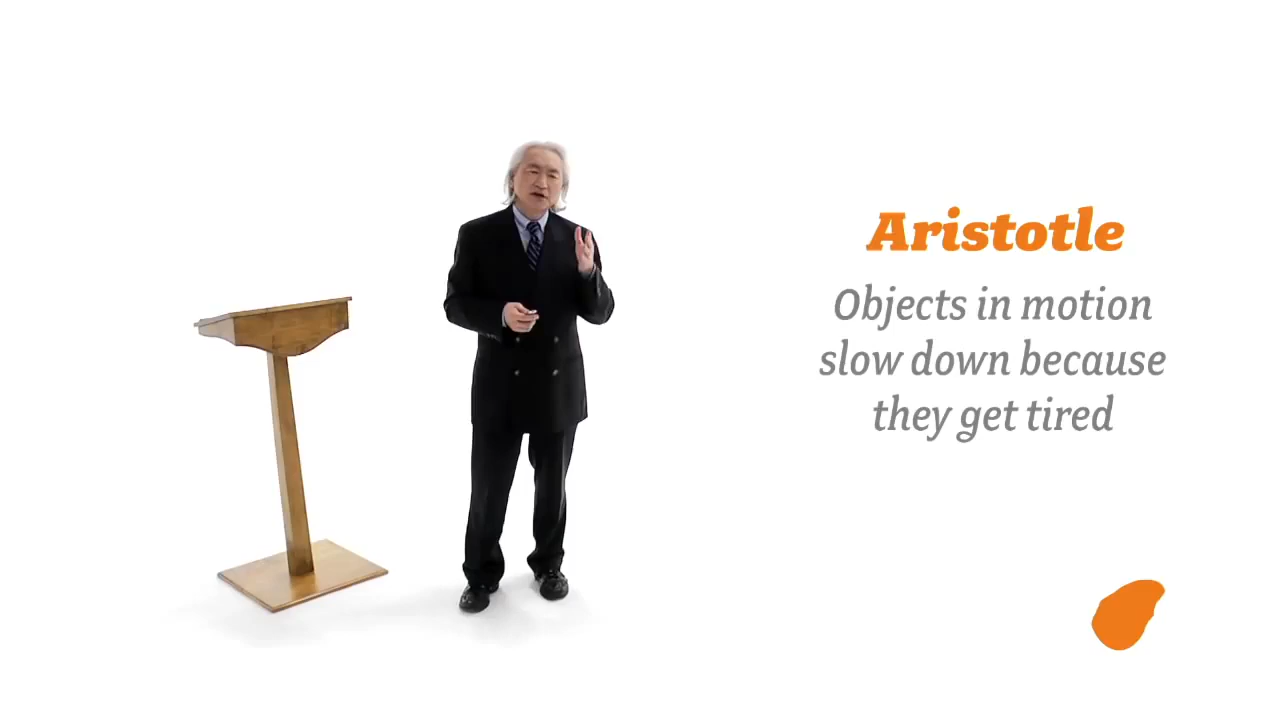 Aristotle
Objects in motion
slow down because
they get tired